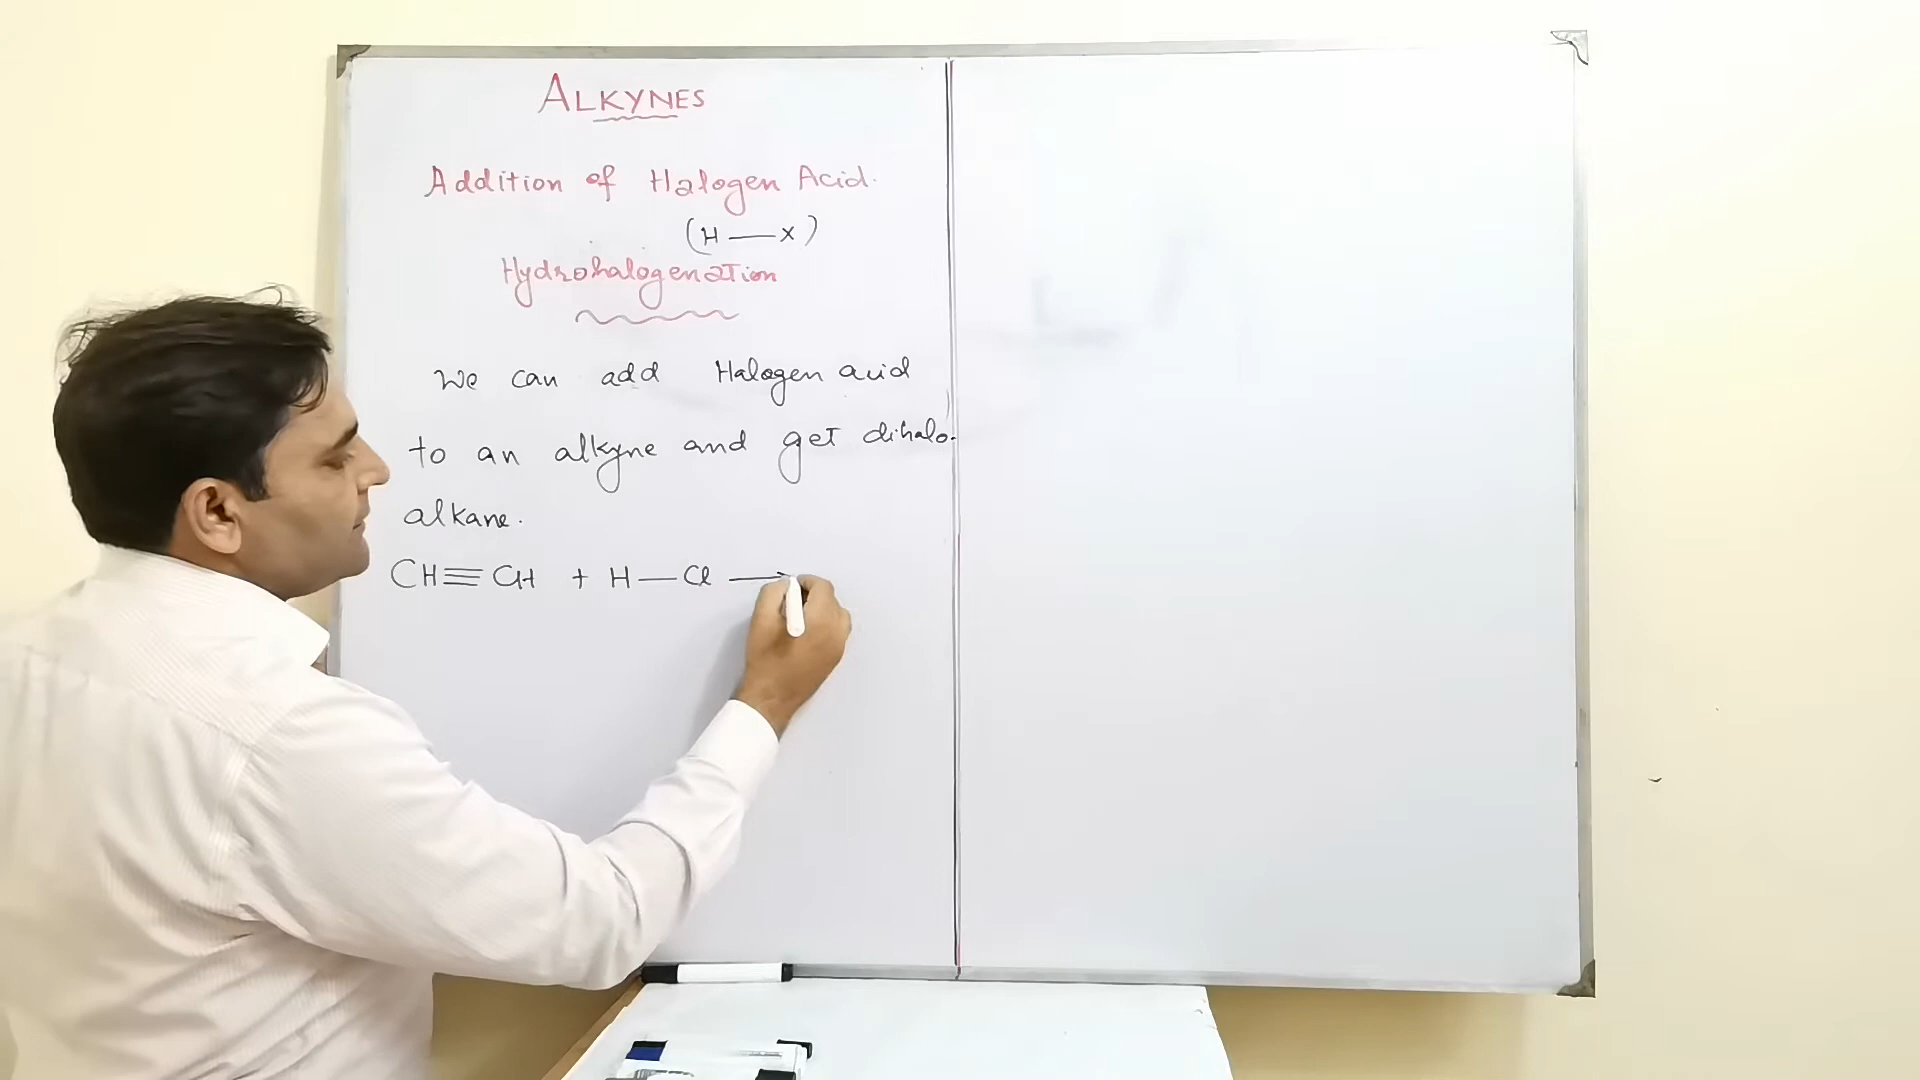 ALKYNES
Addition of Halogen Acid.
(H—X)
Hydrohalogenation
We can add Halogen acid
to an alkyne and get dihalo-
alkane.
CH≡CH + H—Cl →